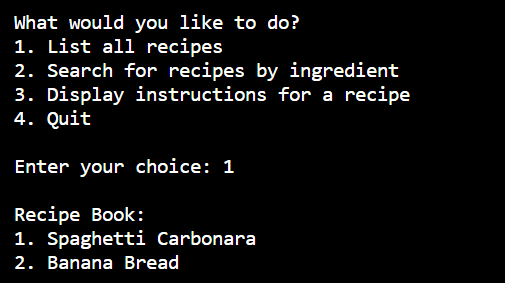 What would you like to do?
1. List all recipes
2. Search for recipes by ingredient
3. Display instructions for a recipe
4. Quit
Enter your choice: 1
Recipe Book:
1. Spaghetti Carbonara
2. Banana Bread